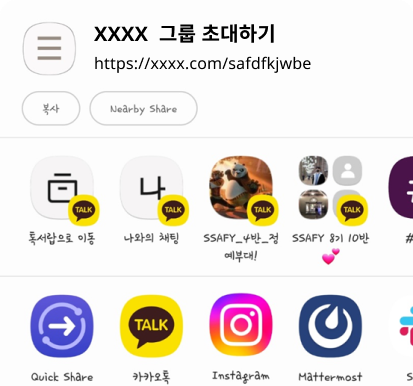 XXXX 그룹 초대하기
https://xxxx.com/safdfkjwbe
복사
Nearby Share
TALK
TALK
TALK
TALK
나
톡서랍으로 이동
나와의 채팅
SSAFY_4반_정
예부대!
SSAFY 8기 10반
💕
#
TALK
Quick Share
카카오톡
Instagram
Mattermost
S